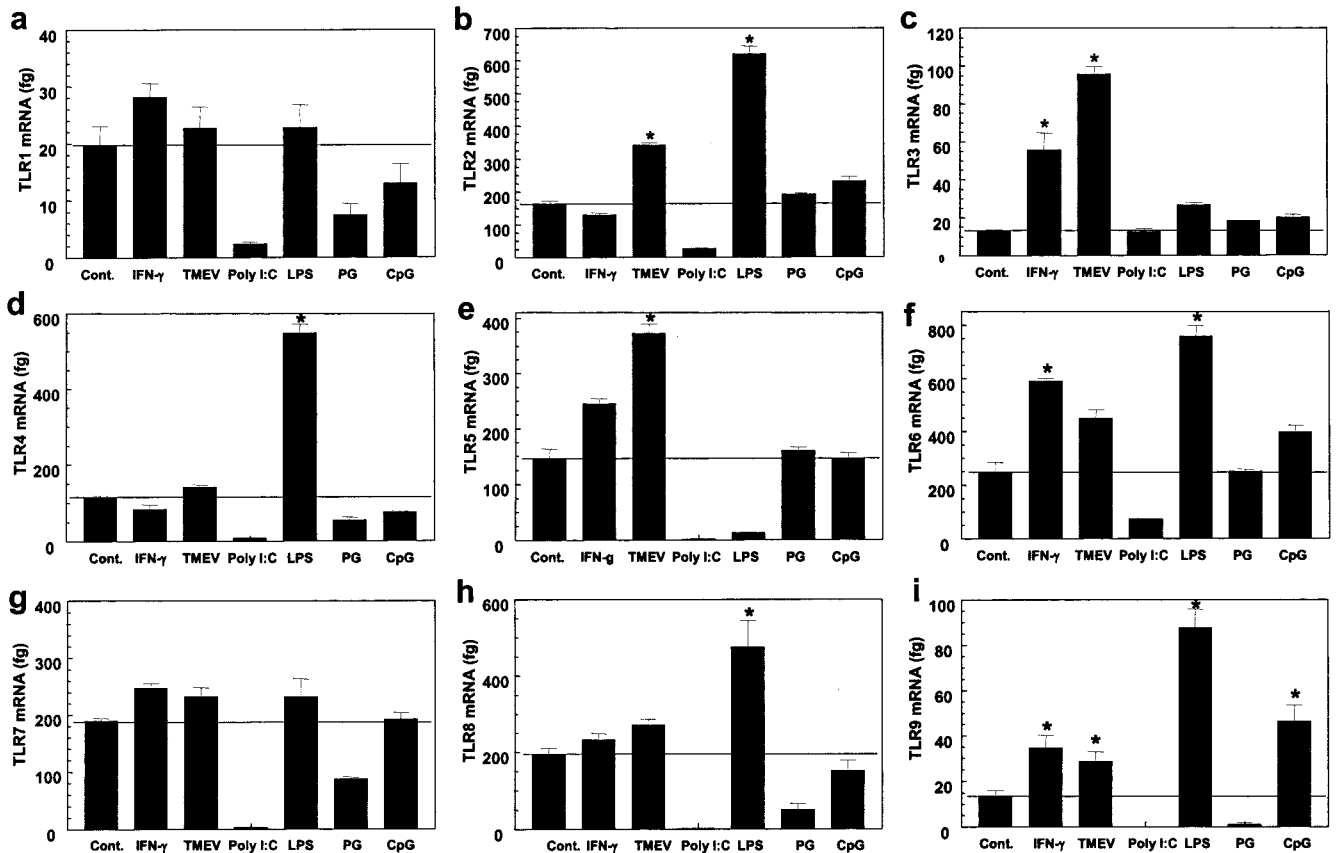 a
TLR1 mRNA (fg)
40
30
20
10
0
Cont. IFN-γ TMEV Poly I:C LPS PG CpG
b
TLR2 mRNA (fg)
700
600
500
400
300
200
100
0
* *
Cont. IFN-γ TMEV Poly I:C LPS PG CpG
c
TLR3 mRNA (fg)
120
100
80
60
40
20
0
* *
Cont. IFN-γ TMEV Poly I:C LPS PG CpG
d
TLR4 mRNA (fg)
600
400
200
0
*
Cont. IFN-γ TMEV Poly I:C LPS PG CpG
e
TLR5 mRNA (fg)
400
300
200
100
0
*
Cont. IFN-g TMEV Poly I:C LPS PG CpG
f
TLR6 mRNA (fg)
800
600
400
200
0
* *
Cont. IFN-γ TMEV Poly I:C LPS PG CpG
g
TLR7 mRNA (fg)
400
300
200
100
0
Cont. IFN-γ TMEV Poly I:C LPS PG CpG
h
TLR8 mRNA (fg)
600
400
200
0
*
Cont. IFN-γ TMEV Poly I:C LPS PG CpG
i
TLR9 mRNA (fg)
100
80
60
40
20
0
* * * *
Cont. IFN-γ TMEV Poly I:C LPS PG CpG